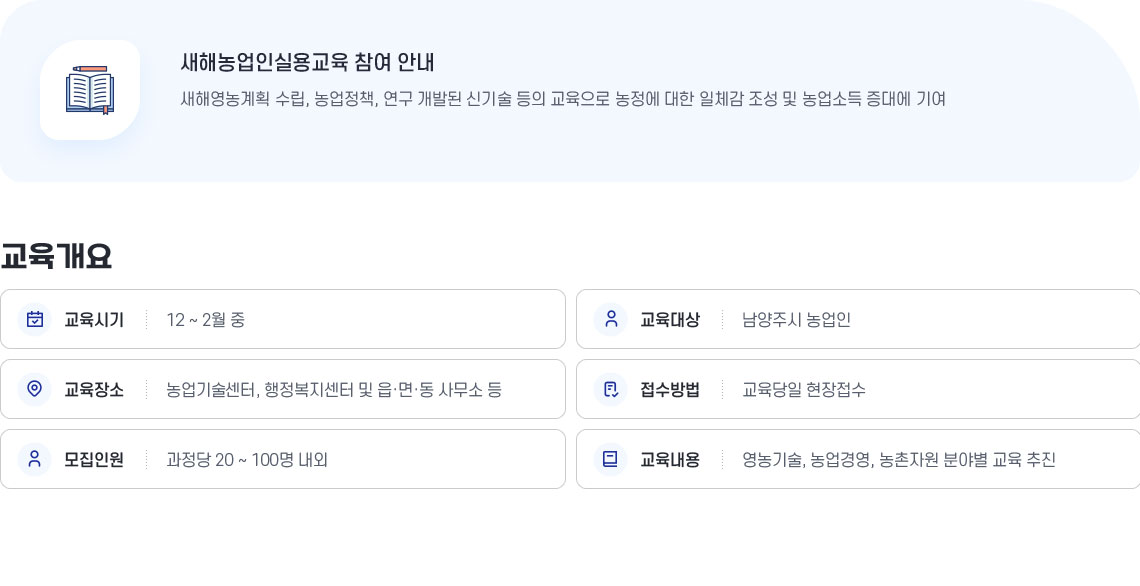 새해농업인실용교육 참여 안내
새해영농계획 수립, 농업정책, 연구 개발된 신기술 등의 교육으로 농정에 대한 일체감 조성 및 농업소득 증대에 기여
교육개요
교육시기 12 ~ 2월 중
교육대상 남양주시 농업인
교육장소 농업기술센터, 행정복지센터 및 읍·면·동 사무소 등
접수방법 교육당일 현장접수
모집인원 과정당 20 ~ 100명 내외
교육내용 영농기술, 농업경영, 농촌자원 분야별 교육 추진